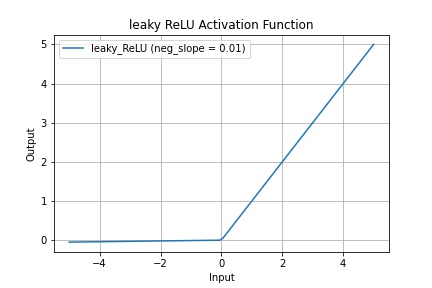 leaky ReLU Activation Function
leaky_ReLU (neg_slope = 0.01)
5
4
3
2
1
0
Output
−4
−2
0
2
4
Input